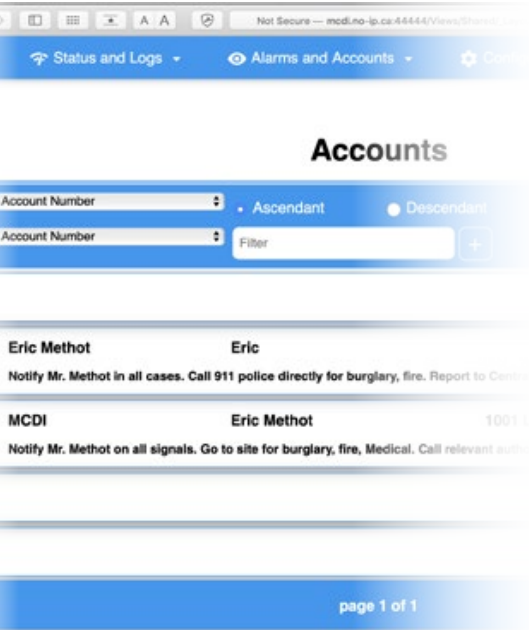 A A Not Secure — mcdi.no-ip.ca:44444/Views/Shared/
Status and Logs Alarms and Accounts
Accounts
Account Number Ascendant Descendant
Account Number Filter +
Eric Methot Eric
Notify Mr. Methot in all cases. Call 911 police directly for burglary, fire. Report to
MCDI Eric Methot 1001
Notify Mr. Methot on all signals. Go to site for burglary, fire, Medical. Call relevant
page 1 of 1